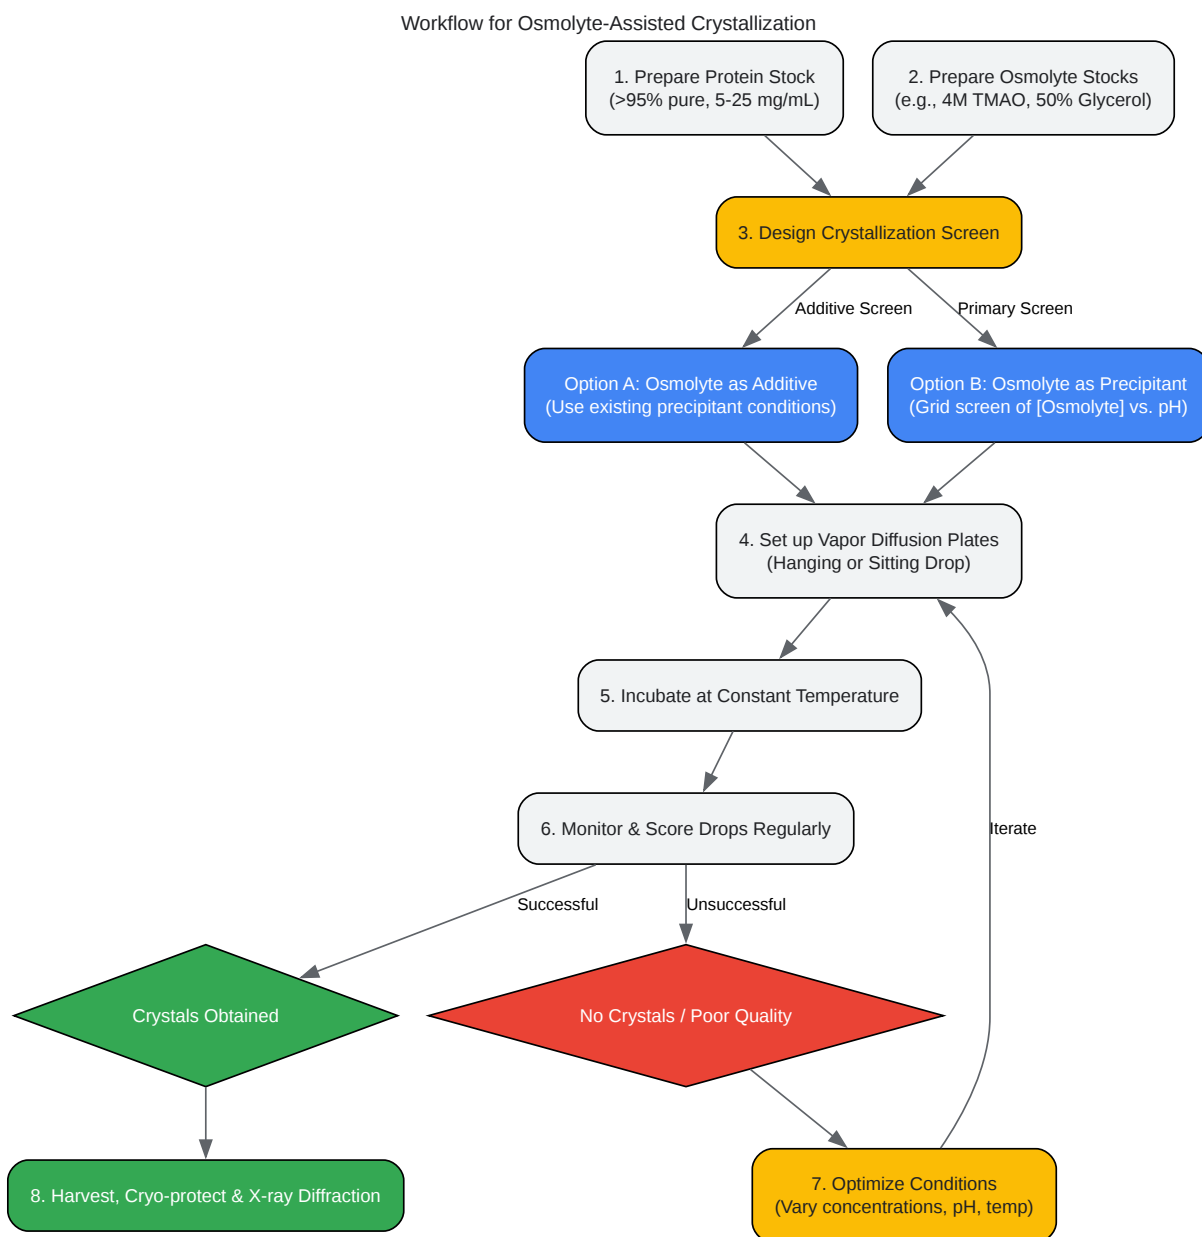 Workflow for Osmolyte-Assisted Crystallization
1. Prepare Protein Stock
(>95% pure, 5-25 mg/mL)
2. Prepare Osmolyte Stocks
(e.g., 4M TMAO, 50% Glycerol)
3. Design Crystallization Screen
Additive Screen
Primary Screen
Option A: Osmolyte as Additive
(Use existing precipitant conditions)
Option B: Osmolyte as Precipitant
(Grid screen of [Osmolyte] vs. pH)
4. Set up Vapor Diffusion Plates
(Hanging or Sitting Drop)
5. Incubate at Constant Temperature
6. Monitor & Score Drops Regularly
Iterate
Successful
Unsuccessful
Crystals Obtained
No Crystals / Poor Quality
8. Harvest, Cryo-protect & X-ray Diffraction
7. Optimize Conditions
(Vary concentrations, pH, temp)